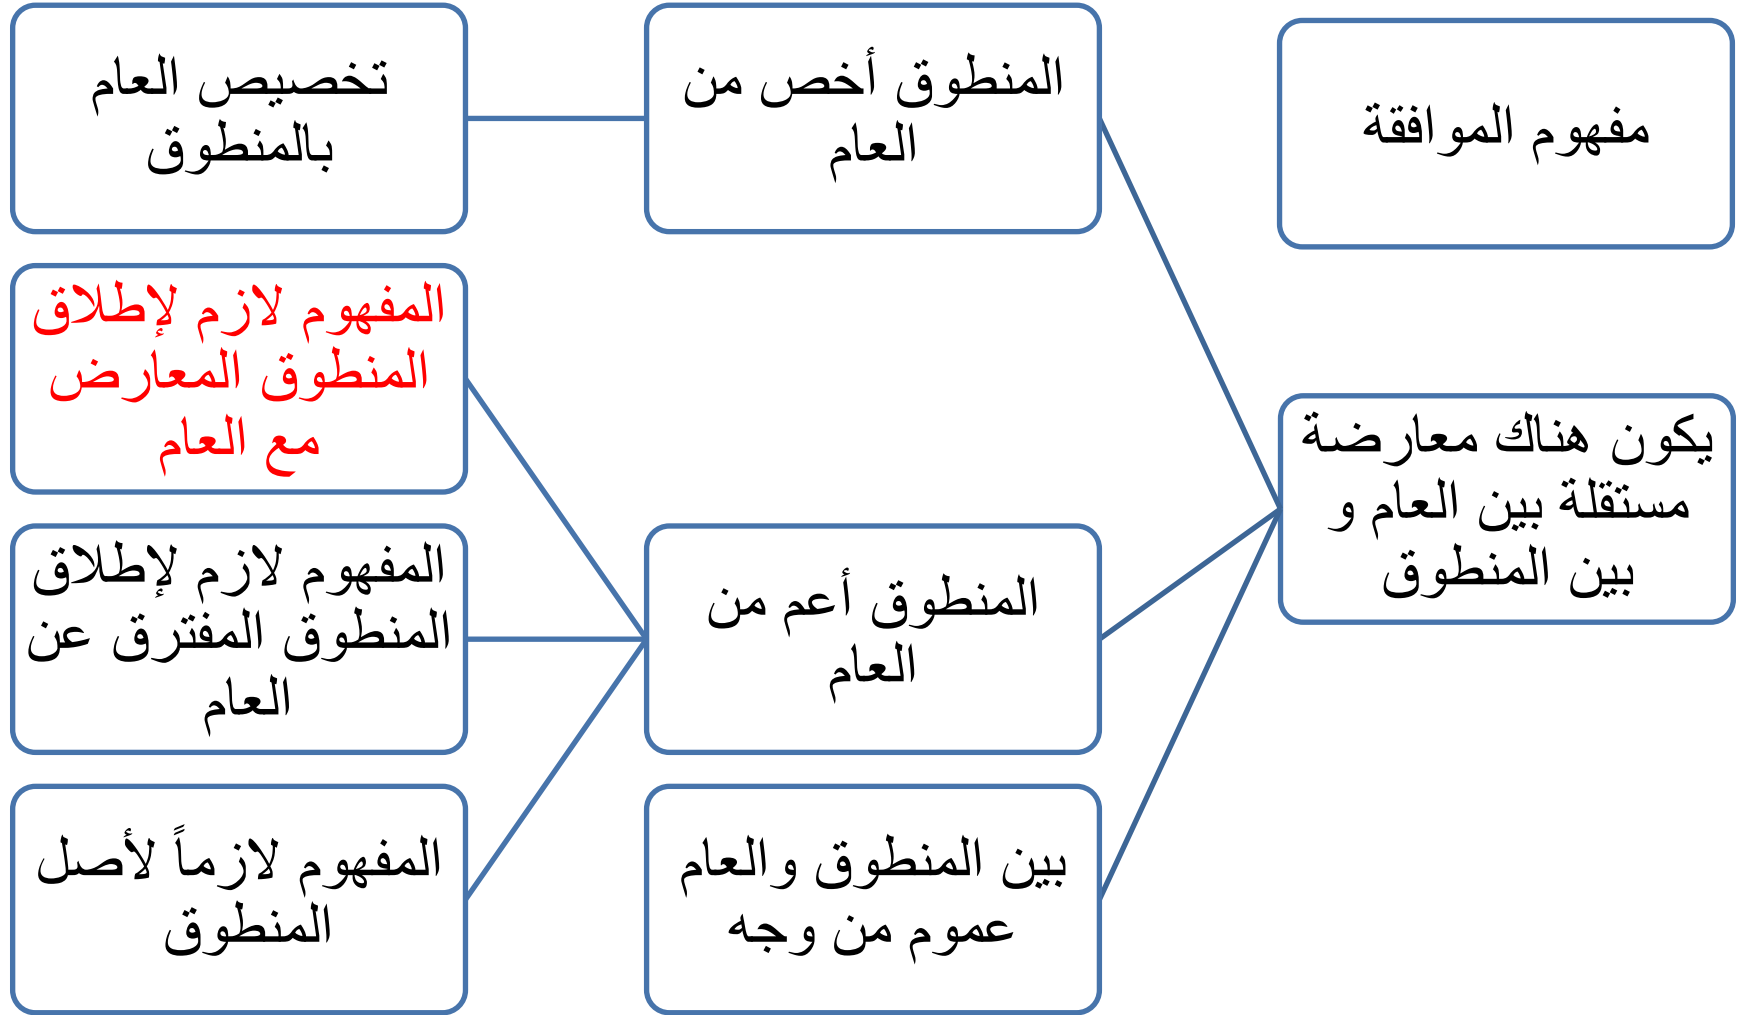 مفهوم الموافقة
يكون هناك معارضة
مستقلة بين العام و
بين المنطوق
المنطوق أخص من
العام
تخصيص العام
بالمنطوق
المنطوق أعم من
العام
المفهوم لازم لإطلاق
المنطوق المعارض
مع العام
المفهوم لازم لإطلاق
المنطوق المفترق عن
العام
المفهوم لازماً لأصل
المنطوق
بين المنطوق والعام
عموم من وجه